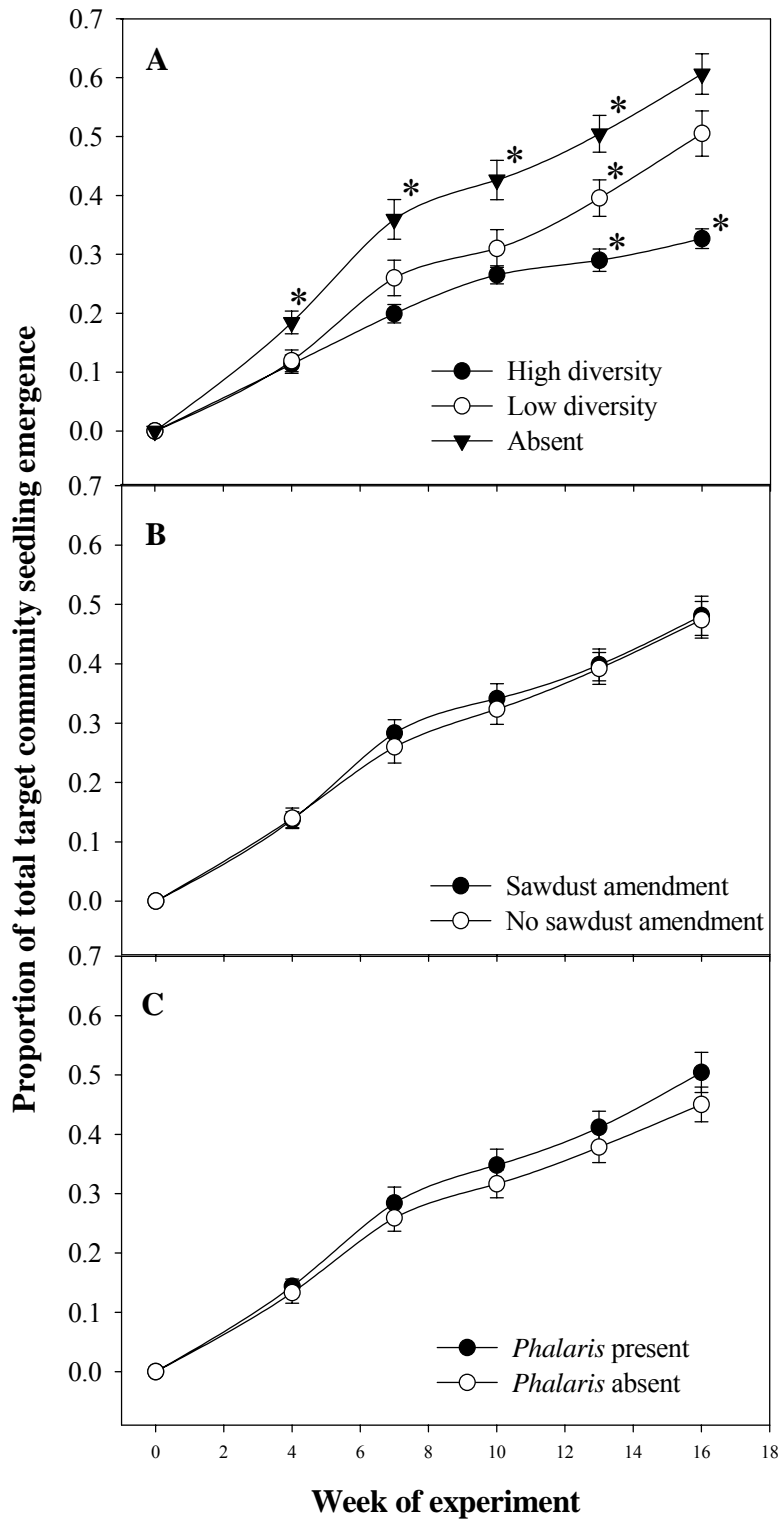 Proportion of total target community seedling emergence
0.7
0.6
0.5
0.4
0.3
0.2
0.1
0.0
A
*
*
*
*
*
*
*
High diversity
Low diversity
Absent
0.7
0.6
0.5
0.4
0.3
0.2
0.1
0.0
B
Sawdust amendment
No sawdust amendment
0.7
0.6
0.5
0.4
0.3
0.2
0.1
0.0
C
Phalaris present
Phalaris absent
0 2 4 6 8 10 12 14 16 18
Week of experiment